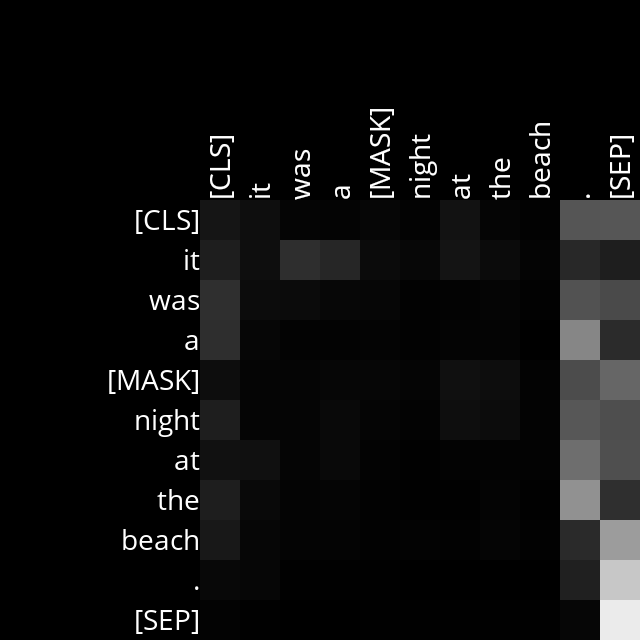 [CLS] it was a [MASK] night at the beach . [SEP]
[CLS]
it
was
a
[MASK]
night
at
the
beach
.
[SEP]